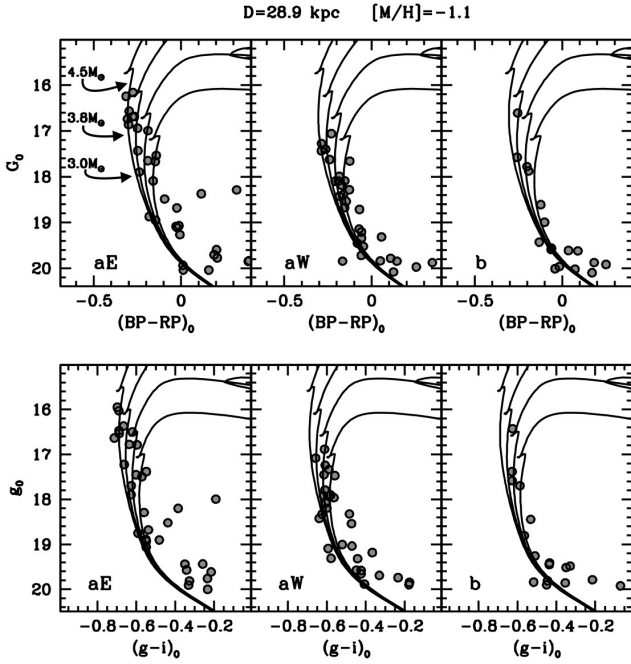 D=28.9 kpc [M/H]=-1.1
16
17
18
19
20
G₀
4.5M⊙
3.8M⊙
3.0M⊙
aE
aW
b
-0.5 0
-0.5 0
-0.5 0
(BP-RP)₀
(BP-RP)₀
(BP-RP)₀
16
17
18
19
20
g₀
aE
aW
b
-0.8 -0.6 -0.4 -0.2
-0.8 -0.6 -0.4 -0.2
-0.8 -0.6 -0.4 -0.2
(g-i)₀
(g-i)₀
(g-i)₀